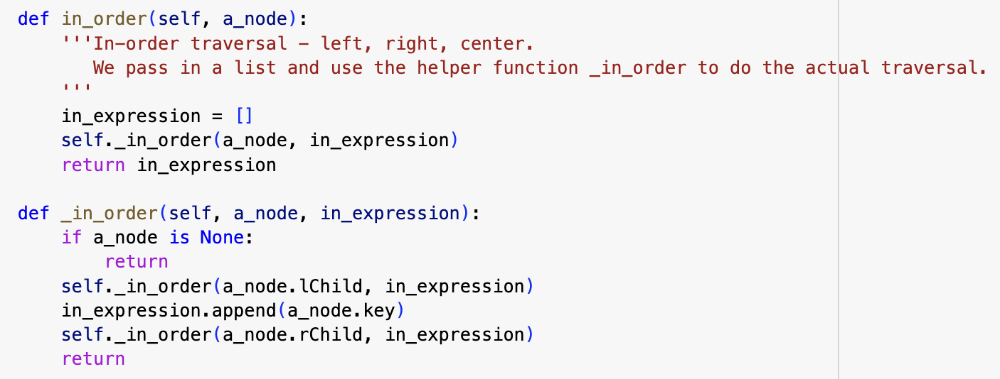 def in_order(self, a_node):
    '''In-order traversal – left, right, center.
       We pass in a list and use the helper function _in_order to do the actual traversal.
    '''
    in_expression = []
    self._in_order(a_node, in_expression)
    return in_expression

def _in_order(self, a_node, in_expression):
    if a_node is None:
        return
    self._in_order(a_node.lChild, in_expression)
    in_expression.append(a_node.key)
    self._in_order(a_node.rChild, in_expression)
    return